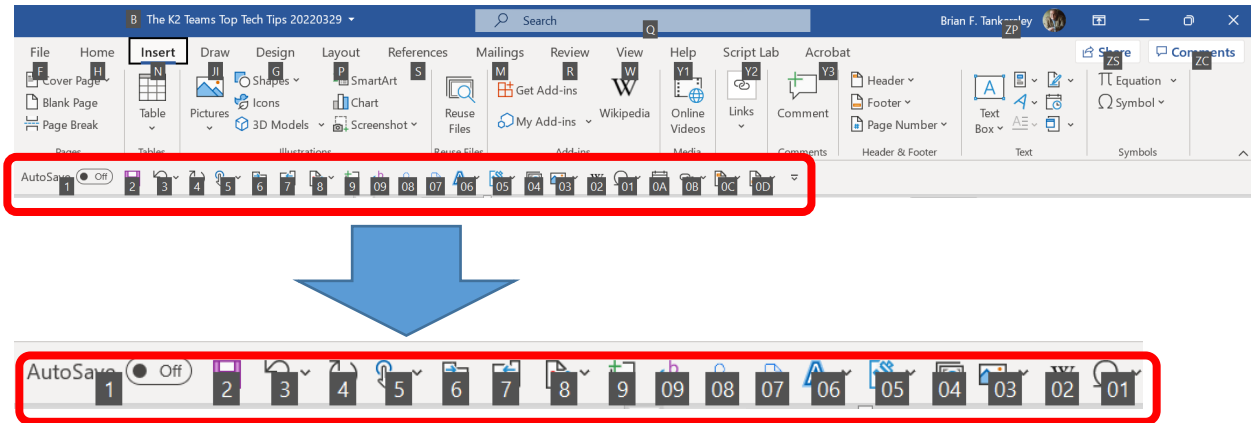 B The K2 Teams Top Tech Tips 20220329 Search Q Brian F. Tankersley ZP
File Home Insert Draw Design Layout References Mailings Review View Help Script Lab Acrobat Share Comments
F H N JI G P S M R W Y1 Y2 Y3 ZS ZC
Cover Page Shapes SmartArt Get Add-ins Header Equation
Blank Page Icons Chart Footer Symbol
Page Break Table Pictures 3D Models Screenshot Reuse Files My Add-ins Wikipedia Online Videos Links Comment Page Number Text Box
Pages Tables Illustrations Reuse Files Add-ins Media Comments Header & Footer Text Symbols
AutoSave Off
1 2 3 4 5 6 7 8 9 09 08 07 06 05 04 03 02 01 0A 0B 0C 0D
AutoSave Off
1 2 3 4 5 6 7 8 9 09 08 07 06 05 04 03 02 01